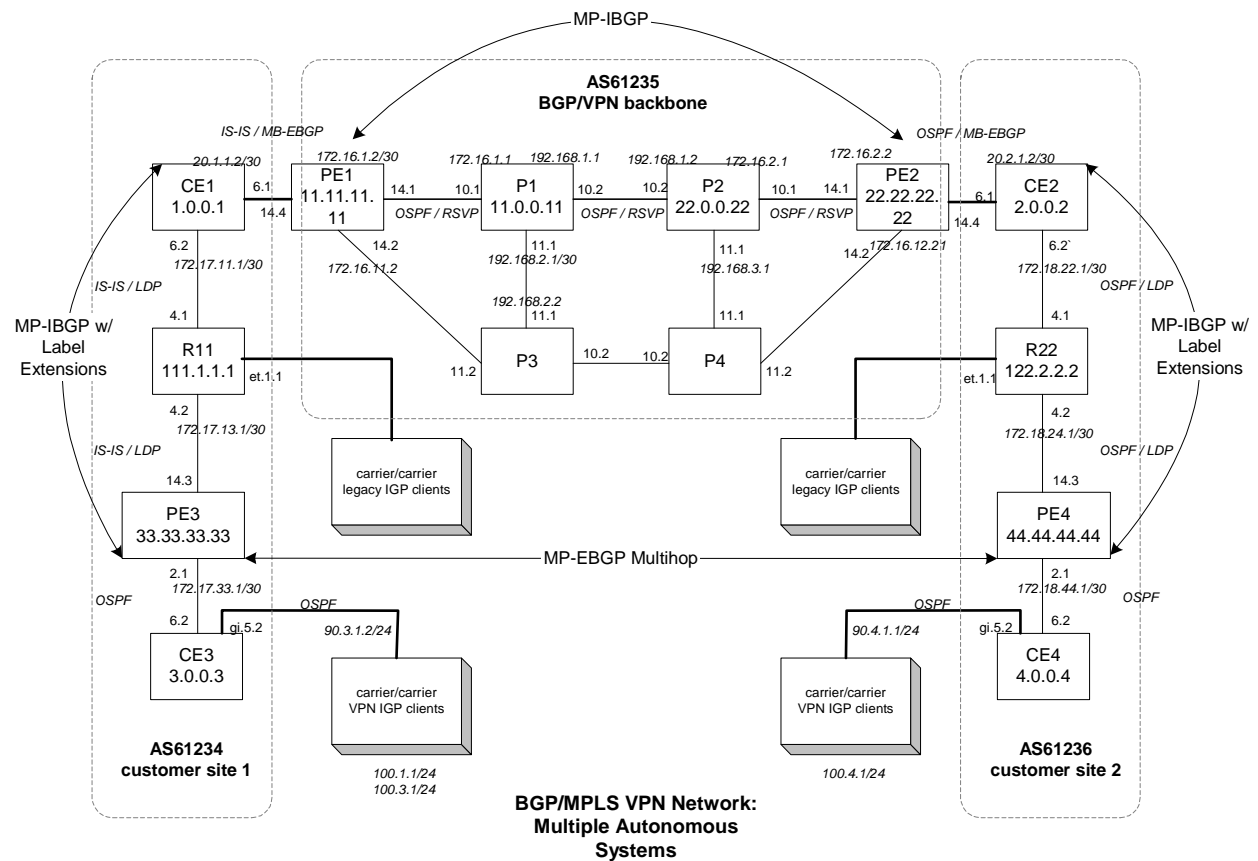 MP-IBGP
AS61235
BGP/VPN backbone
IS-IS / MB-EBGP
OSPF / MB-EBGP
20.1.1.2/30
172.16.1.2/30
172.16.1.1
192.168.1.1
192.168.1.2
172.16.2.1
172.16.2.2
20.2.1.2/30
CE1
1.0.0.1
6.1
14.4
PE1
11.11.11.
11
14.1
10.1
OSPF / RSVP
P1
11.0.0.11
10.2
10.2
OSPF / RSVP
P2
22.0.0.22
10.1
14.1
OSPF / RSVP
PE2
22.22.22.
22
6.1
14.4
CE2
2.0.0.2
6.2
172.17.11.1/30
14.2
172.16.11.2
11.1
192.168.2.1/30
11.1
192.168.3.1
14.2
172.16.12.21
6.2`
172.18.22.1/30
IS-IS / LDP
OSPF / LDP
192.168.2.2
11.1
11.1
MP-IBGP w/
Label
Extensions
4.1
R11
111.1.1.1
et.1.1
11.2
P3
10.2
10.2
P4
11.2
et.1.1
4.1
R22
122.2.2.2
MP-IBGP w/
Label
Extensions
4.2
172.17.13.1/30
4.2
172.18.24.1/30
IS-IS / LDP
OSPF / LDP
carrier/carrier
legacy IGP clients
carrier/carrier
legacy IGP clients
14.3
14.3
PE3
33.33.33.33
MP-EBGP Multihop
PE4
44.44.44.44
2.1
172.17.33.1/30
2.1
172.18.44.1/30
OSPF
OSPF
OSPF
OSPF
6.2
gi.5.2
90.3.1.2/24
90.4.1.1/24
gi.5.2
6.2
CE3
3.0.0.3
CE4
4.0.0.4
carrier/carrier
VPN IGP clients
carrier/carrier
VPN IGP clients
AS61234
customer site 1
AS61236
customer site 2
100.1.1/24
100.3.1/24
100.4.1/24
BGP/MPLS VPN Network:
Multiple Autonomous
Systems